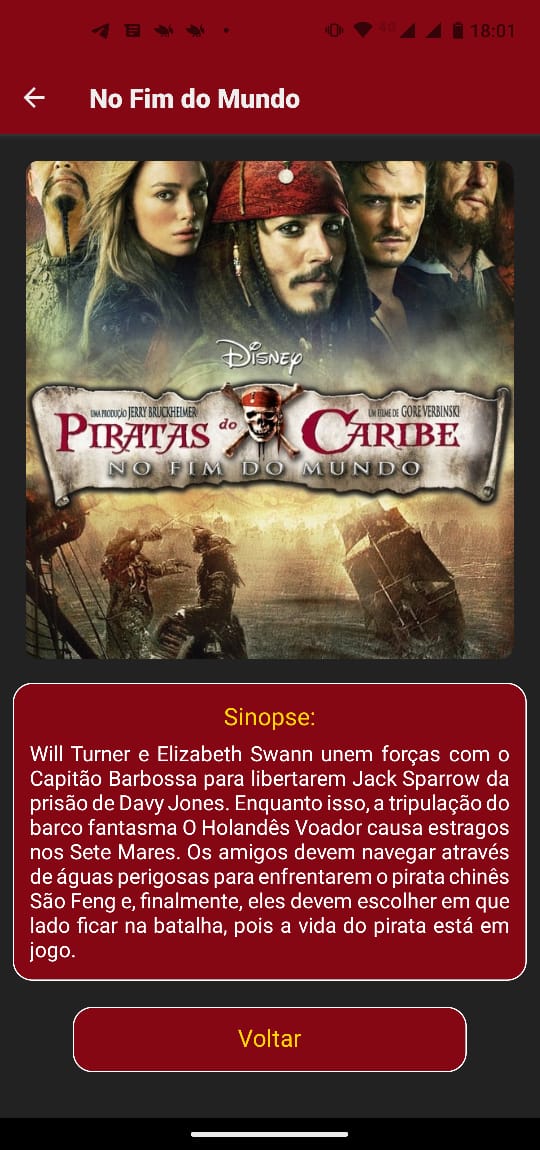 4G 18:01
No Fim do Mundo
Disney
UMA PRODUÇÃO JERRY BRUCKHEIMER UM FILME DE GORE VERBINSKI
PIRATAS do CARIBE
NO FIM DO MUNDO
Sinopse:
Will Turner e Elizabeth Swann unem forças com o
Capitão Barbossa para libertarem Jack Sparrow da
prisão de Davy Jones. Enquanto isso, a tripulação do
barco fantasma O Holandês Voador causa estragos
nos Sete Mares. Os amigos devem navegar através
de águas perigosas para enfrentarem o pirata chinês
São Feng e, finalmente, eles devem escolher em que
lado ficar na batalha, pois a vida do pirata está em
jogo.
Voltar